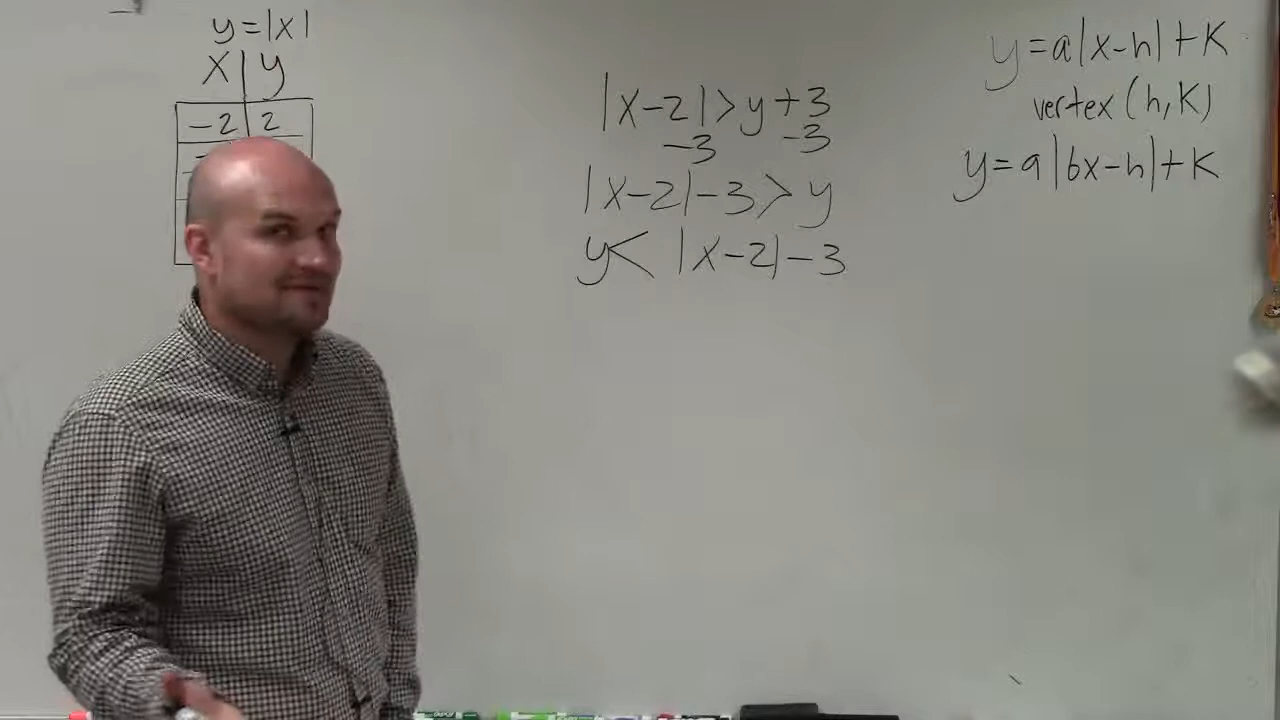 y=|x|
x y
-2 2
|x-2|>y+3
-3 -3
|x-2|-3>y
y< |x-2|-3
y=a|x-h|+k
vertex (h,k)
y=a|bx-h|+k